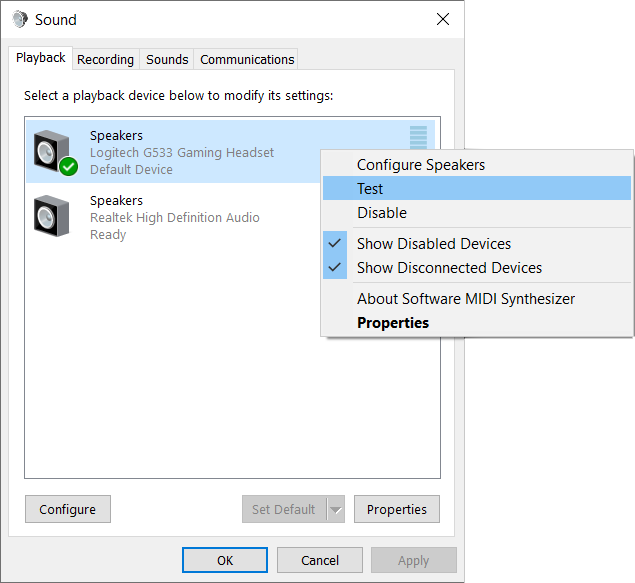 Sound
Playback
Recording
Sounds
Communications
Select a playback device below to modify its settings:
Speakers
Logitech G533 Gaming Headset
Default Device
Speakers
Realtek High Definition Audio
Ready
Configure Speakers
Test
Disable
Show Disabled Devices
Show Disconnected Devices
About Software MIDI Synthesizer
Properties
Configure
Set Default
Properties
OK
Cancel
Apply